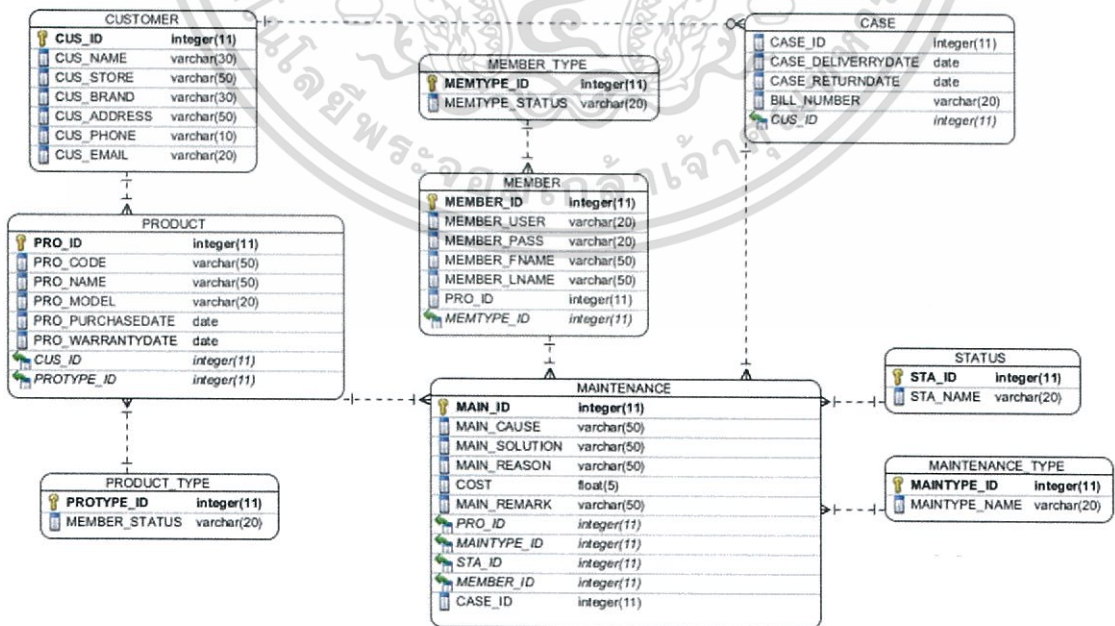 CUSTOMER
CUS_ID integer(11)
CUS_NAME varchar(30)
CUS_STORE varchar(50)
CUS_BRAND varchar(30)
CUS_ADDRESS varchar(50)
CUS_PHONE varchar(10)
CUS_EMAIL varchar(20)
MEMBER_TYPE
MEMTYPE_ID integer(11)
MEMTYPE_STATUS varchar(20)
CASE
CASE_ID integer(11)
CASE_DELIVERRYDATE date
CASE_RETURNDATE date
BILL_NUMBER varchar(20)
CUS_ID integer(11)
MEMBER
MEMBER_ID integer(11)
MEMBER_USER varchar(20)
MEMBER_PASS varchar(20)
MEMBER_FNAME varchar(50)
MEMBER_LNAME varchar(50)
PRO_ID integer(11)
MEMTYPE_ID integer(11)
PRODUCT
PRO_ID integer(11)
PRO_CODE varchar(50)
PRO_NAME varchar(50)
PRO_MODEL varchar(20)
PRO_PURCHASEDATE date
PRO_WARRANTYDATE date
CUS_ID integer(11)
PROTYPE_ID integer(11)
STATUS
STA_ID integer(11)
STA_NAME varchar(20)
MAINTENANCE
MAIN_ID integer(11)
MAIN_CAUSE varchar(50)
MAIN_SOLUTION varchar(50)
MAIN_REASON varchar(50)
COST float(5)
MAIN_REMARK varchar(50)
PRO_ID integer(11)
MAINTYPE_ID integer(11)
STA_ID integer(11)
MEMBER_ID integer(11)
CASE_ID integer(11)
PRODUCT_TYPE
PROTYPE_ID integer(11)
MEMBER_STATUS varchar(20)
MAINTENANCE_TYPE
MAINTYPE_ID integer(11)
MAINTYPE_NAME varchar(20)